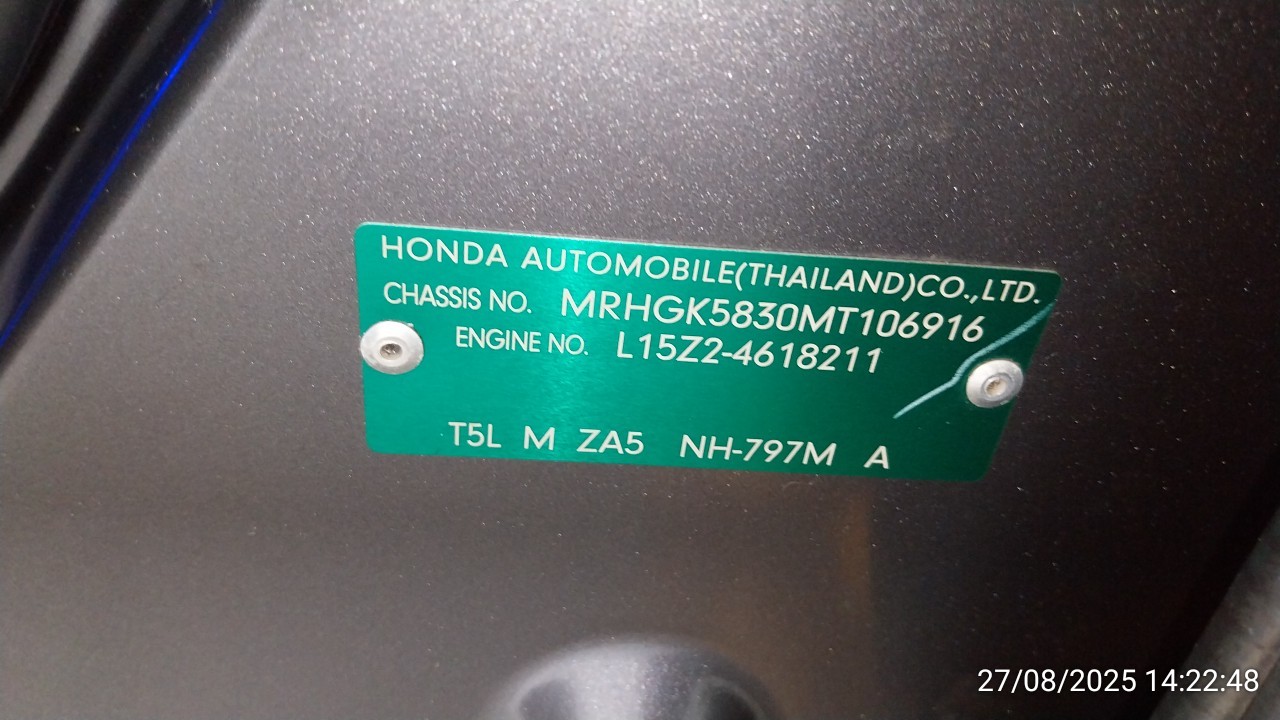 HONDA AUTOMOBILE(THAILAND)CO.,LTD.
CHASSIS NO. MRHGK5830MT106916
ENGINE NO. L15Z2-4618211
T5L M ZA5 NH-797M A
27/08/2025 14:22:48